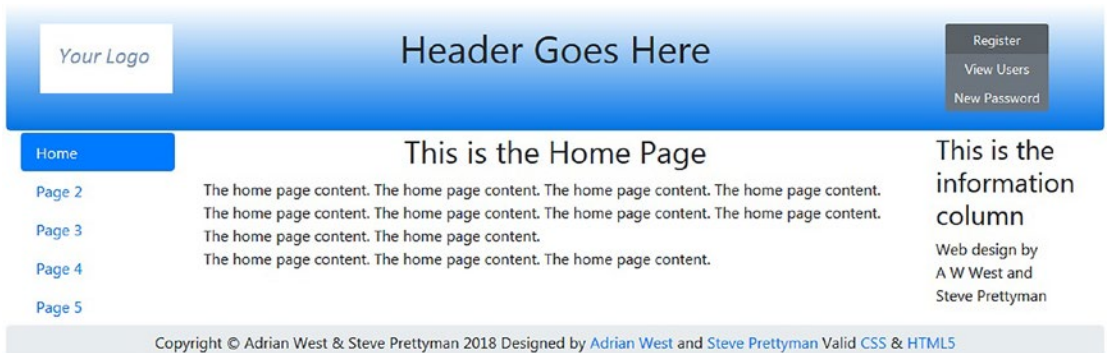 Your Logo
Header Goes Here
Register
View Users
New Password
Home
Page 2
Page 3
Page 4
Page 5
This is the Home Page
The home page content. The home page content. The home page content. The home page content.
The home page content. The home page content. The home page content. The home page content.
The home page content. The home page content.
The home page content. The home page content. The home page content.
This is the
information
column
Web design by
A W West and
Steve Prettyman
Copyright © Adrian West & Steve Prettyman 2018 Designed by Adrian West and Steve Prettyman Valid CSS & HTML5